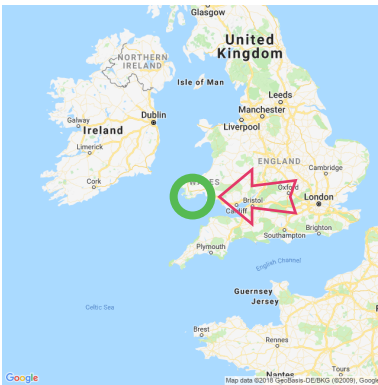 Glasgow
United
Kingdom
NORTHERN
IRELAND
Isle of Man
Leeds
Manchester
Liverpool
Dublin
Galway
Ireland
Limerick
Cork
ENGLAND
Cambridge
WALES
Oxford
London
Bristol
Cardiff
Brighton
Southampton
Plymouth
English Channel
Guernsey
Jersey
Celtic Sea
Brest
Rennes
Tours
Nantes
Google
Map data ©2018 GeoBasis-DE/BKG (©2009), Google